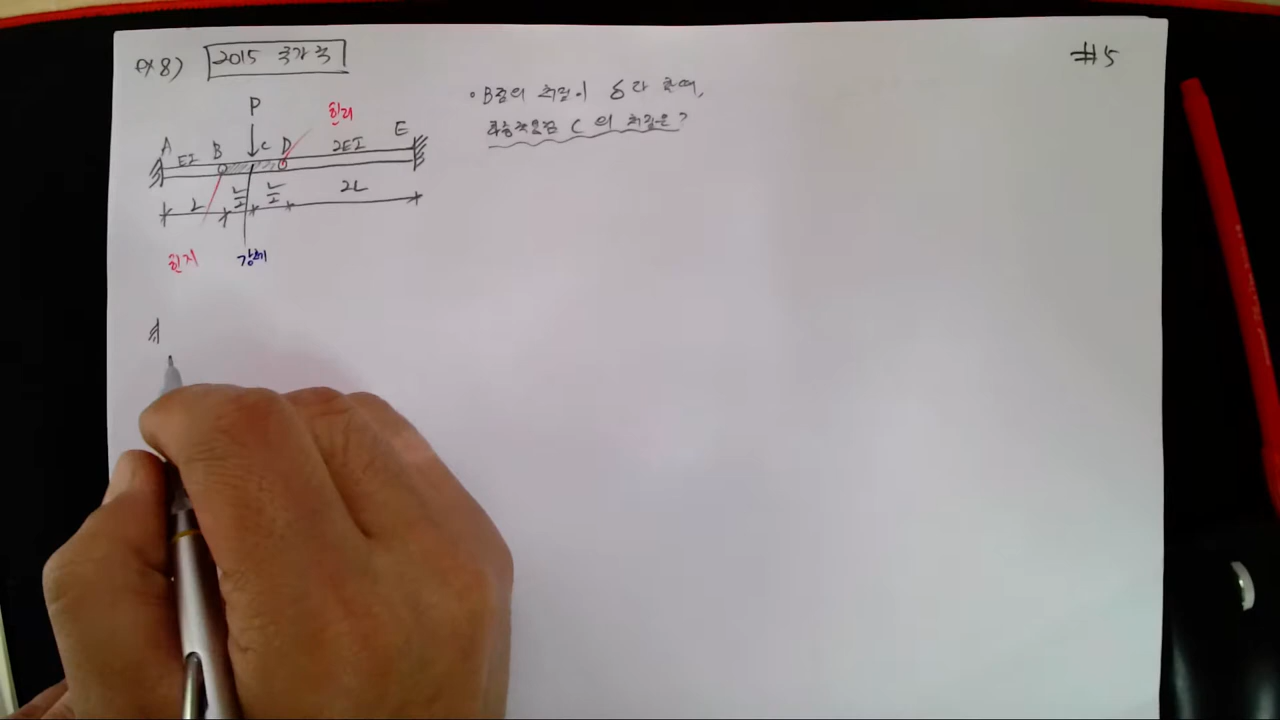 ex 8) 2015 국가직 #5
• B점의 처짐이 δ라 할때,
하중작용점 C 의 처짐은?
P
힌지
A B C D E
EI 2EI
L L/2 L/2 2L
힌지 강체